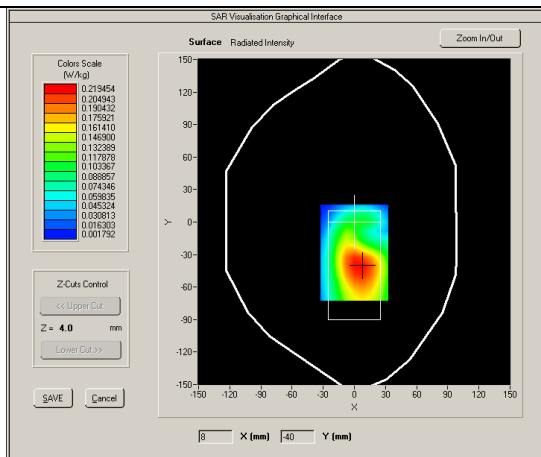 SAR Visualisation Graphical Interface
Surface Radiated Intensity
Zoom In/Out
Colors Scale
(W/kg)
0.219454
0.204943
0.190432
0.175921
0.161410
0.146900
0.132389
0.117878
0.103367
0.088857
0.074346
0.059835
0.045324
0.030813
0.016303
0.001792
Z-Cuts Control
<< Upper Cut
Z = 4.0 mm
Lower Cut >>
SAVE Cancel
150-
120-
90-
60-
30-
0-
-30-
-60-
-90-
-120-
-150-
Y
-150 -120 -90 -60 -30 0 30 60 90 120 150
X
8 X (mm) -40 Y (mm)